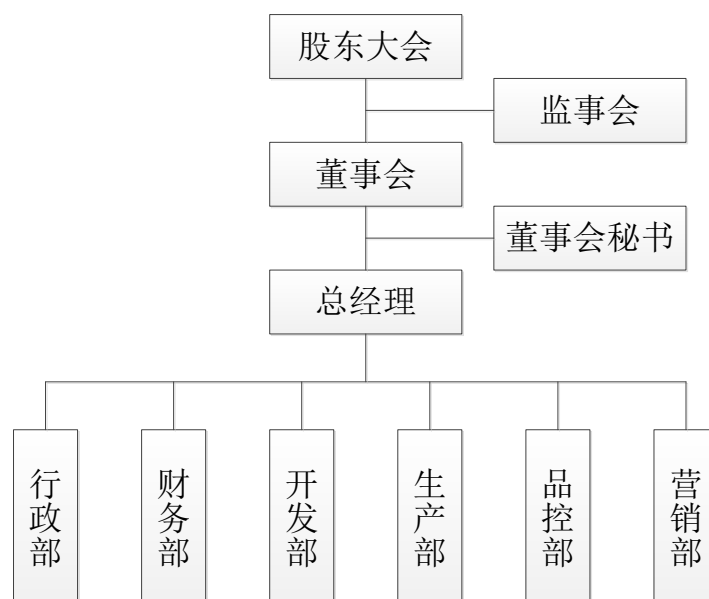 股东大会
监事会
董事会
董事会秘书
总经理
行政部
财务部
开发部
生产部
品控部
营销部